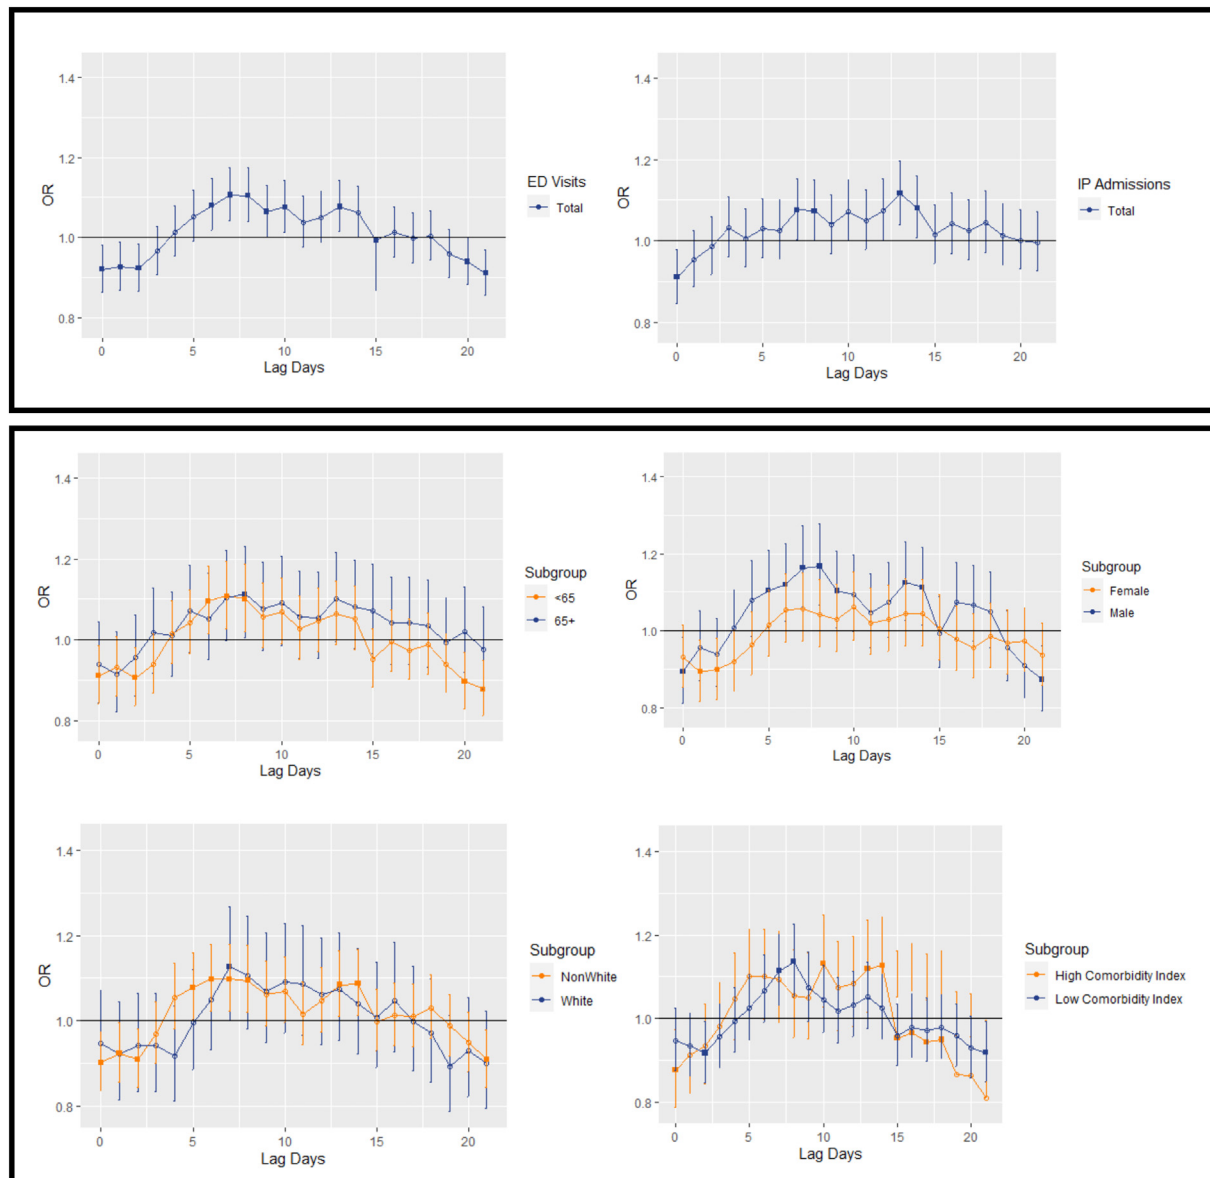 1.4
1.2
1.0
0.8
OR
0 5 10 15 20
Lag Days
ED Visits
Total
1.4
1.2
1.0
0.8
OR
0 5 10 15 20
Lag Days
IP Admissions
Total
1.4
1.2
1.0
0.8
OR
0 5 10 15 20
Lag Days
Subgroup
<65
65+
1.4
1.2
1.0
0.8
OR
0 5 10 15 20
Lag Days
Subgroup
Female
Male
1.4
1.2
1.0
0.8
OR
0 5 10 15 20
Lag Days
Subgroup
NonWhite
White
1.4
1.2
1.0
0.8
OR
0 5 10 15 20
Lag Days
Subgroup
High Comorbidity Index
Low Comorbidity Index